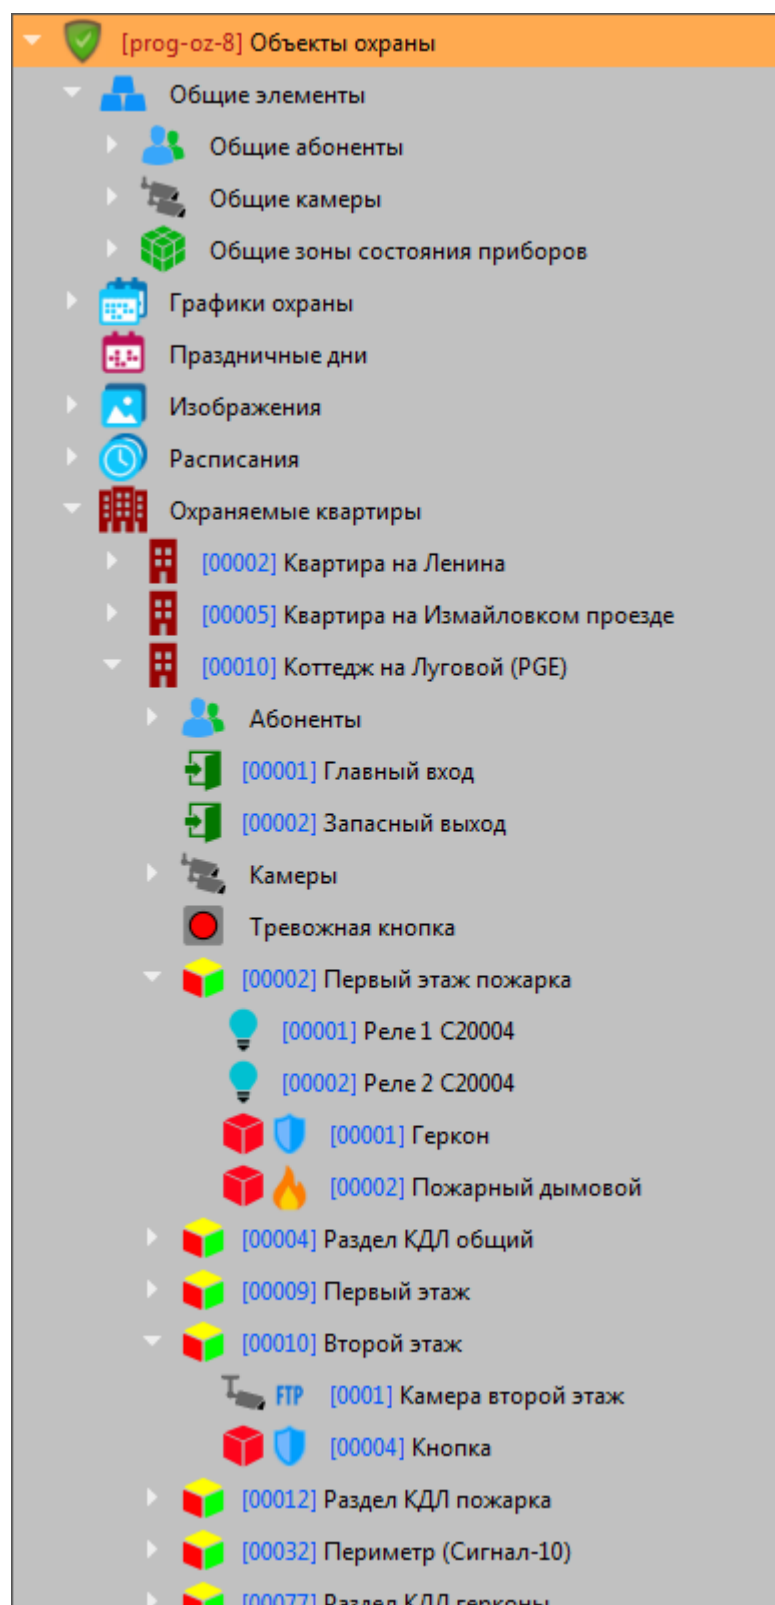 [prog-oz-8] Объекты охраны
Общие элементы
Общие абоненты
Общие камеры
Общие зоны состояния приборов
Графики охраны
Праздничные дни
Изображения
Расписания
Охраняемые квартиры
[00002] Квартира на Ленина
[00005] Квартира на Измайловком проезде
[00010] Коттедж на Луговой (PGE)
Абоненты
[00001] Главный вход
[00002] Запасный выход
Камеры
Тревожная кнопка
[00002] Первый этаж пожарка
[00001] Реле 1 С20004
[00002] Реле 2 С20004
[00001] Геркон
[00002] Пожарный дымовой
[00004] Раздел КДЛ общий
[00009] Первый этаж
[00010] Второй этаж
FTP [0001] Камера второй этаж
[00004] Кнопка
[00012] Раздел КДЛ пожарка
[00032] Периметр (Сигнал-10)
[00077] Раздел КДЛ герконы